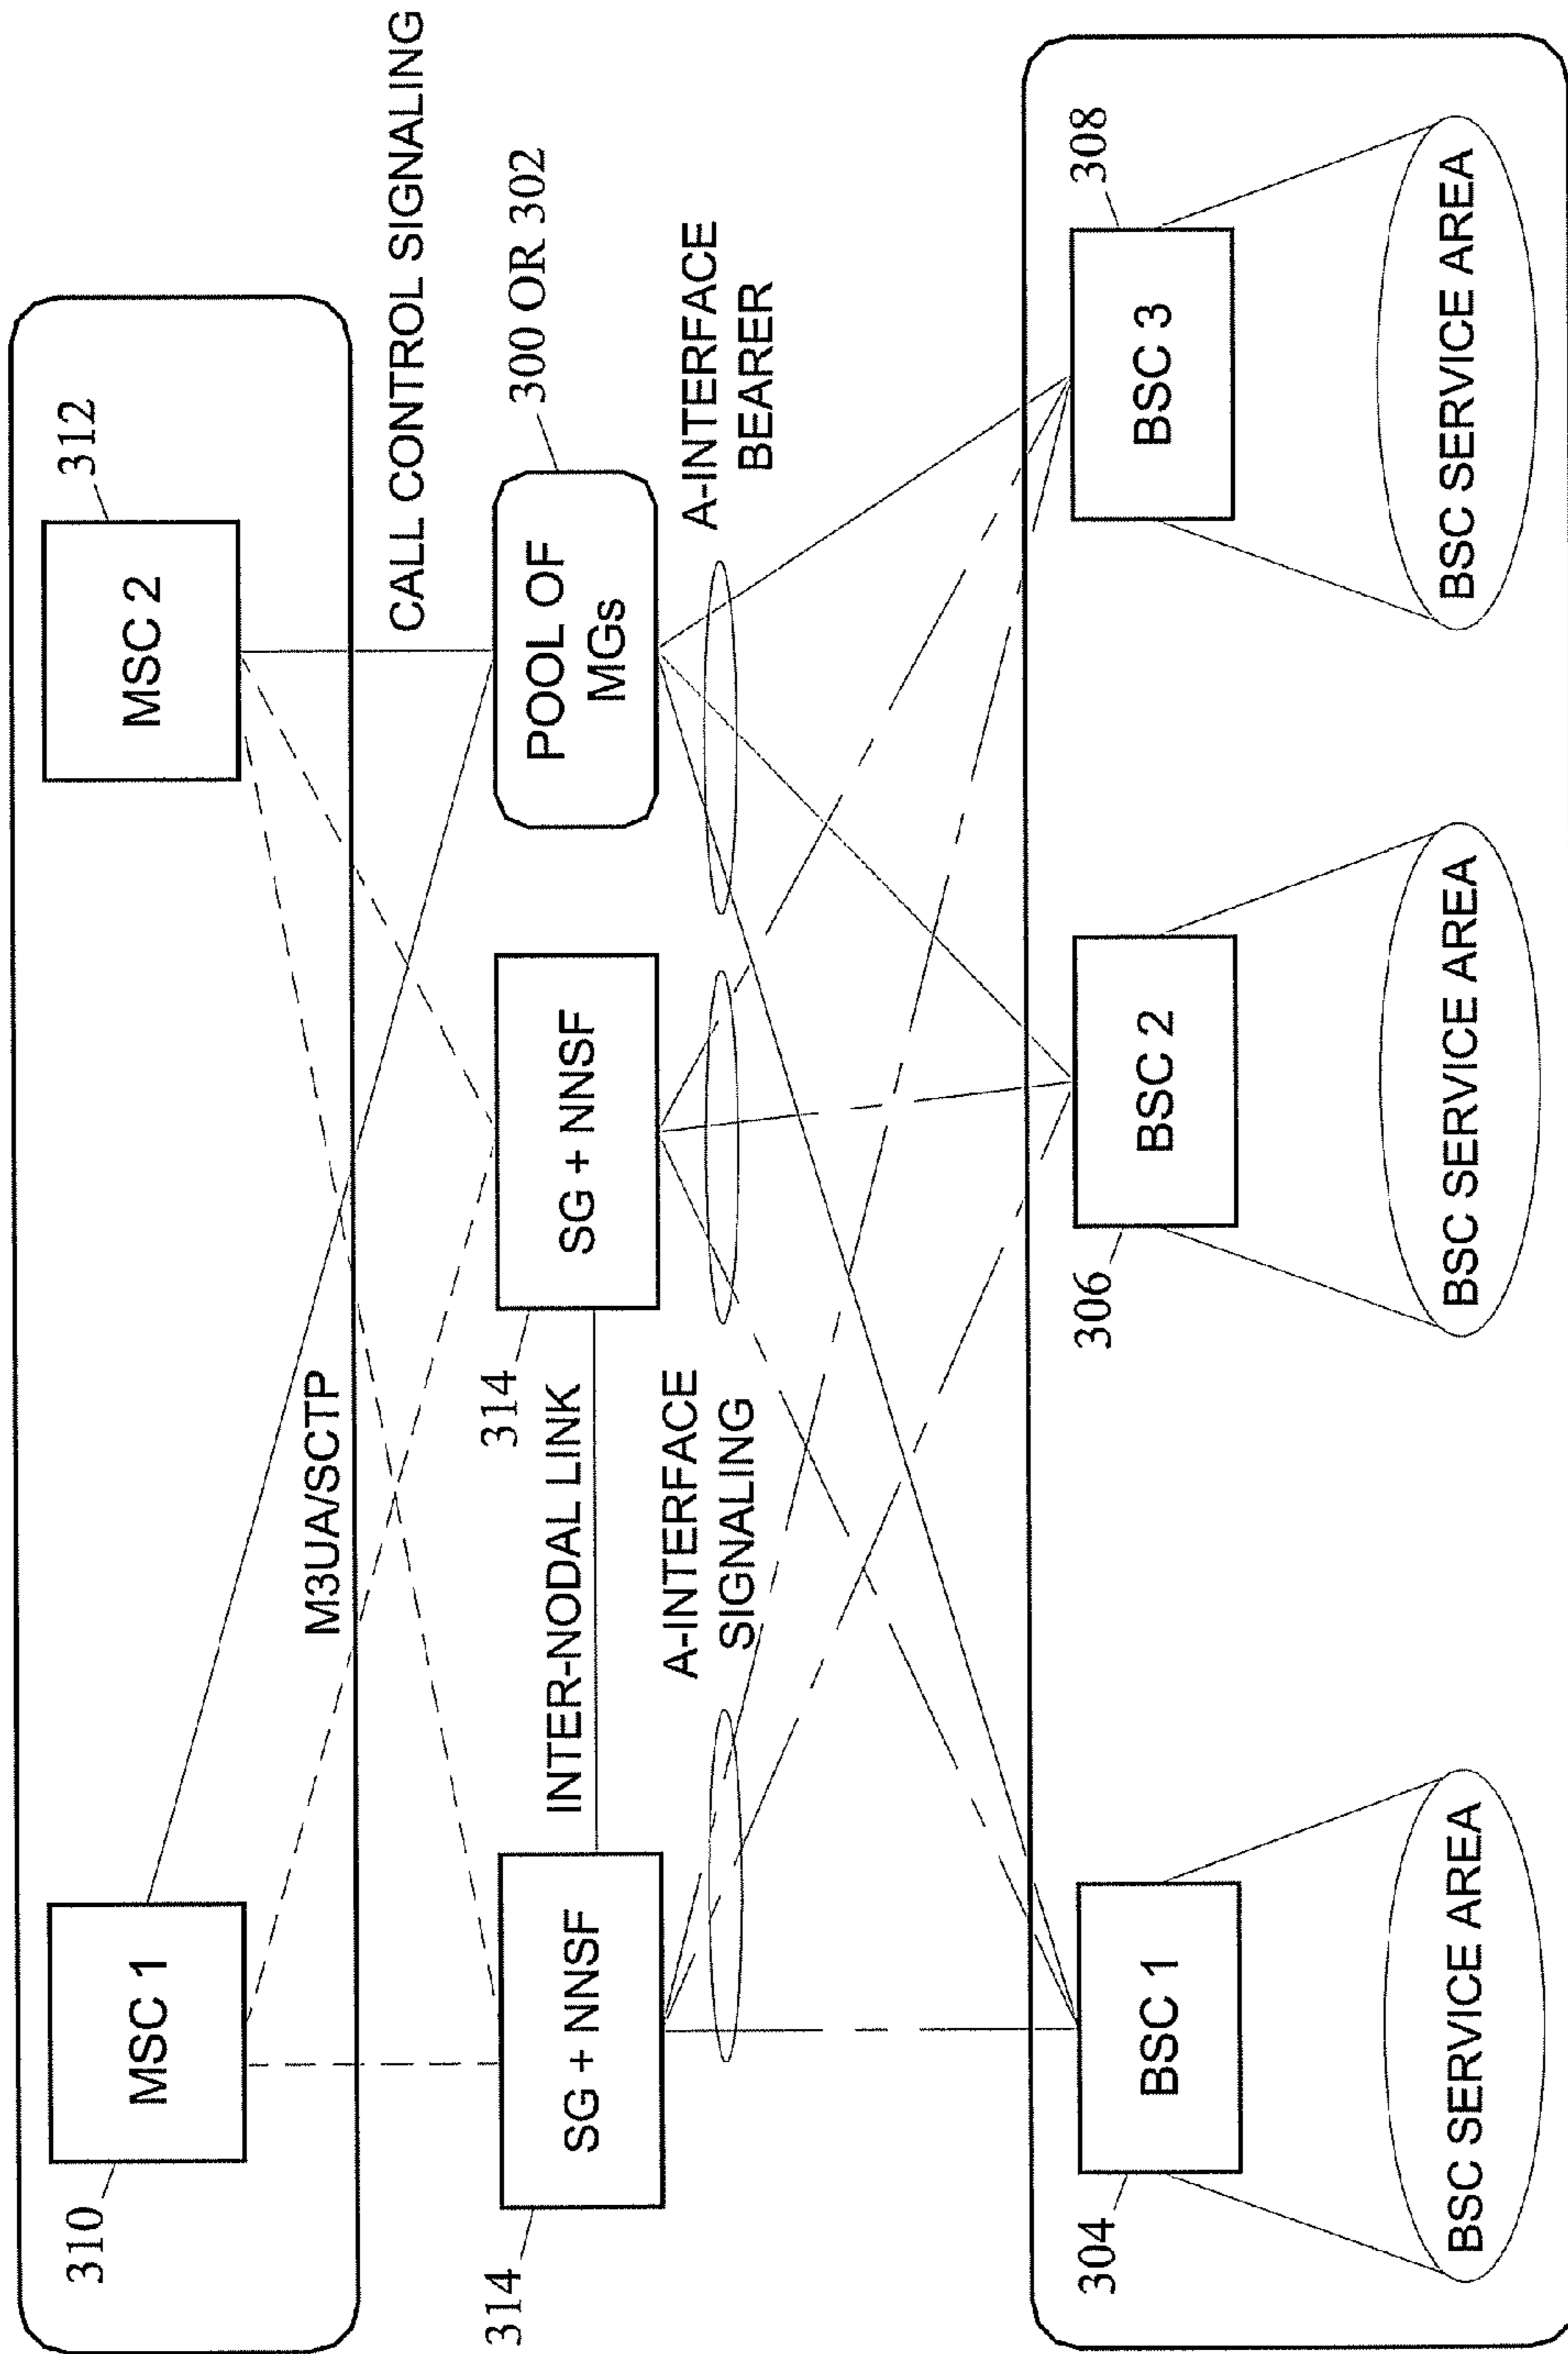 310
MSC 1
MSC 2
312
M3UA/SCTP
CALL CONTROL SIGNALING
314
SG + NNSF
INTER-NODAL LINK
314
SG + NNSF
POOL OF
MGs
300 OR 302
A-INTERFACE
SIGNALING
A-INTERFACE
BEARER
304
BSC 1
306
BSC 2
BSC 3
308
BSC SERVICE AREA
BSC SERVICE AREA
BSC SERVICE AREA